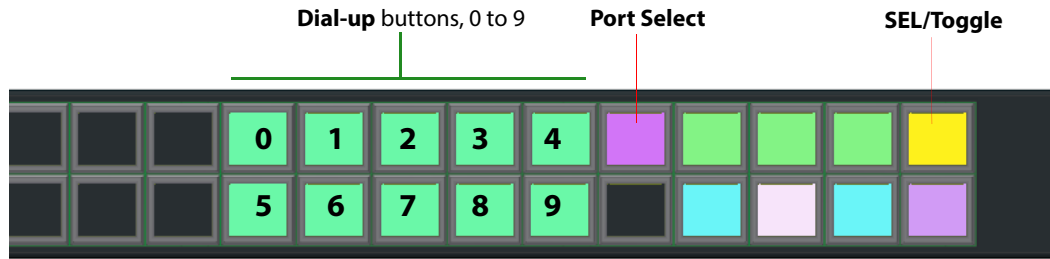 Dial-up buttons, 0 to 9
Port Select
SEL/Toggle
0 1 2 3 4
5 6 7 8 9